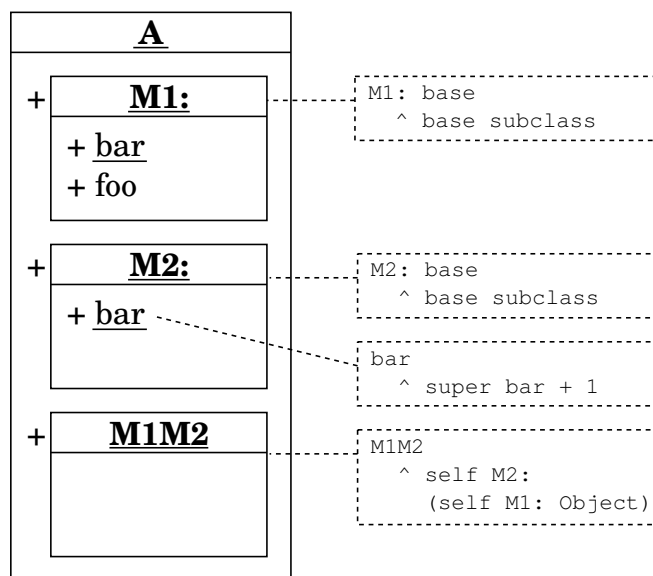 A
+ M1:
+ bar
+ foo
M1: base
^ base subclass
+ M2:
+ bar
M2: base
^ base subclass
bar
^ super bar + 1
+ M1M2
M1M2
^ self M2:
(self M1: Object)